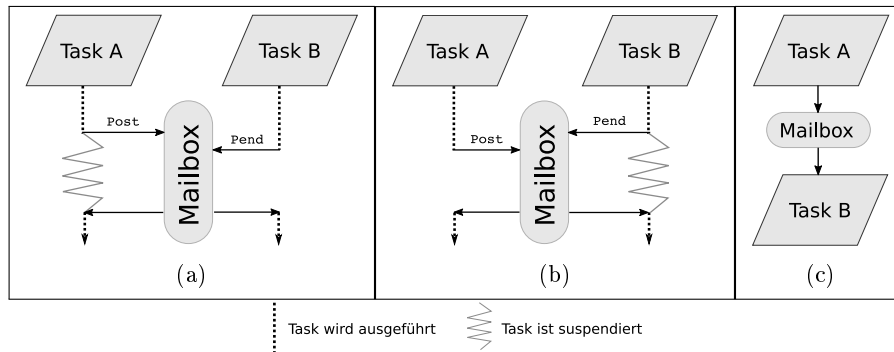 Task A
Task B
Post
Pend
Mailbox
(a)
Task A
Task B
Post
Pend
Mailbox
(b)
Task A
Mailbox
Task B
(c)
Task wird ausgeführt
Task ist suspendiert